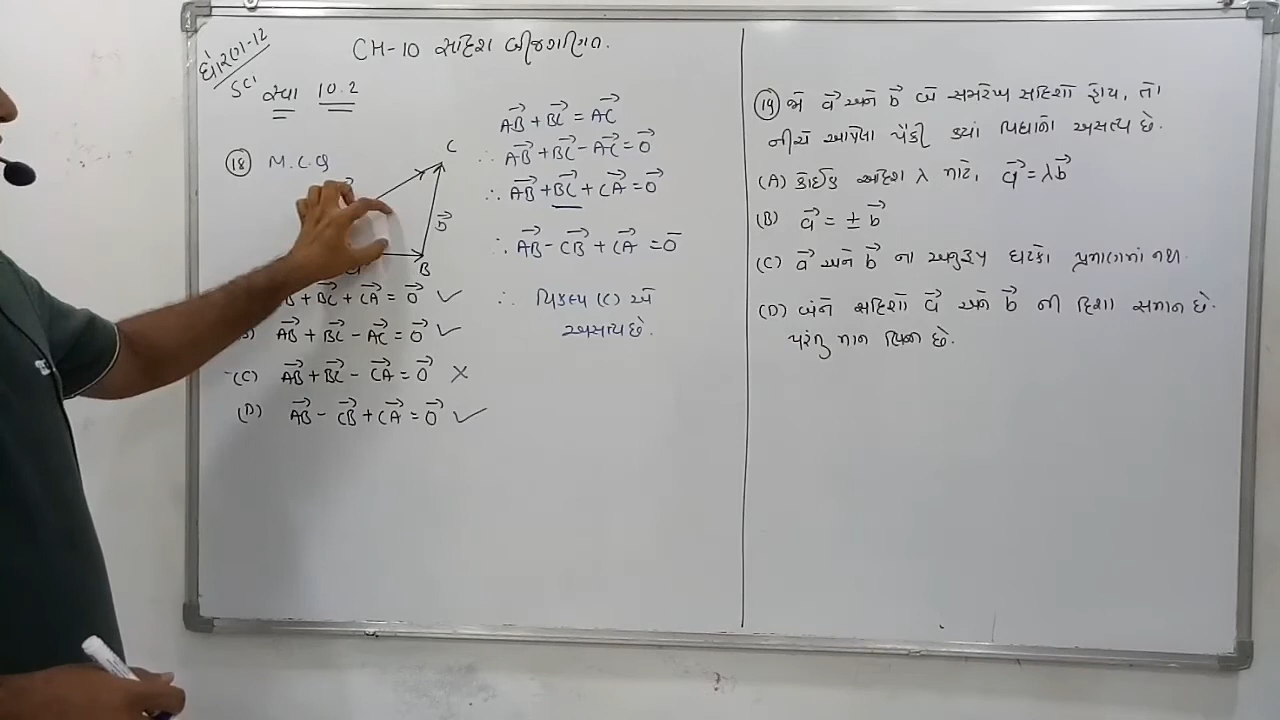 ધોરણ-12
Sci
CH-10 સદિશ બીજગણિત.
સ્વા 10.2
(18) M.C.Q
C
b⃗
B
B⃗ + BC⃗ + CA⃗ = 0⃗ ✓
AB⃗ + BC⃗ - AC⃗ = 0⃗ ✓
(C) AB⃗ + BC⃗ - CA⃗ = 0⃗ ✗
(D) AB⃗ - CB⃗ + CA⃗ = 0⃗ ✓
AB⃗ + BC⃗ = AC⃗
∴ AB⃗ + BC⃗ - AC⃗ = 0⃗
∴ AB⃗ + BC⃗ + CA⃗ = 0⃗
∴ AB⃗ - CB⃗ + CA⃗ = 0⃗
∴ વિકલ્પ (C) એ
અસત્ય છે.
(19) જો a⃗ અને b⃗ બે સમરેખ સદિશો હોય, તો
નીચે આપેલા પૈકી કયાં વિધાનો અસત્ય છે.
(A) કોઈક અદિશ λ માટે, a⃗ = λb⃗
(B) a⃗ = ± b⃗
(C) a⃗ અને b⃗ ના અનુરૂપ ઘટકો પ્રમાણમાં નથી.
(D) બંને સદિશો a⃗ અને b⃗ ની દિશા સમાન છે.
પરંતુ માન ભિન્ન છે.